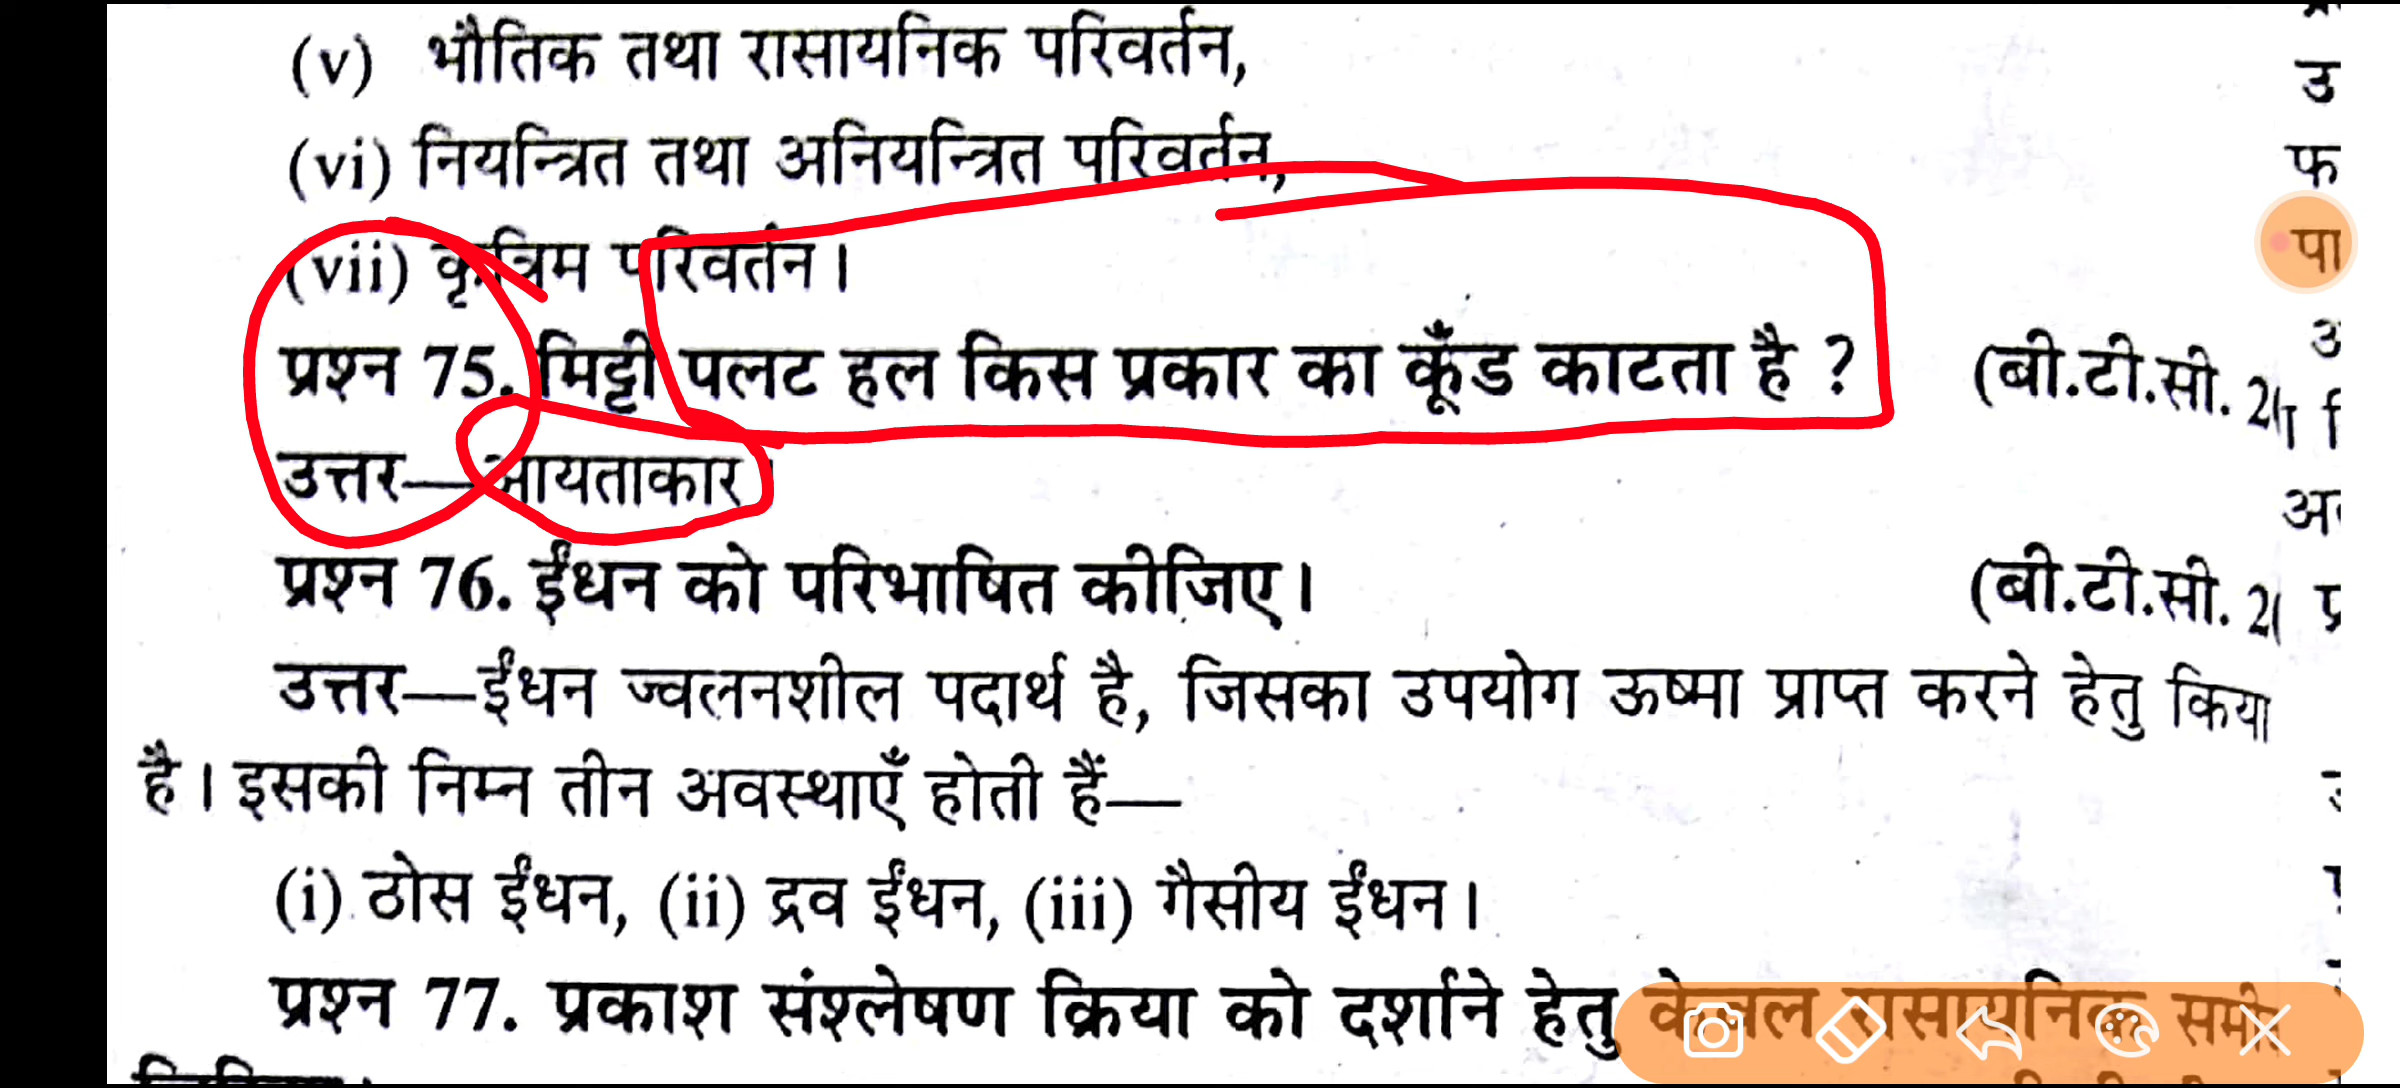 (v) भौतिक तथा रासायनिक परिवर्तन,
(vi) नियन्त्रित तथा अनियन्त्रित परिवर्तन,
(vii) कृत्रिम परिवर्तन।
प्रश्न 75. मिट्टी पलट हल किस प्रकार का कूँड काटता है ? (बी.टी.सी.
उत्तर—आयताकार।
प्रश्न 76. ईंधन को परिभाषित कीजिए। (बी.टी.सी.
उत्तर—ईंधन ज्वलनशील पदार्थ है, जिसका उपयोग ऊष्मा प्राप्त करने हेतु किया
है। इसकी निम्न तीन अवस्थाएँ होती हैं—
(i) ठोस ईंधन, (ii) द्रव ईंधन, (iii) गैसीय ईंधन।
प्रश्न 77. प्रकाश संश्लेषण क्रिया को दर्शाने हेतु केवल रासायनिक